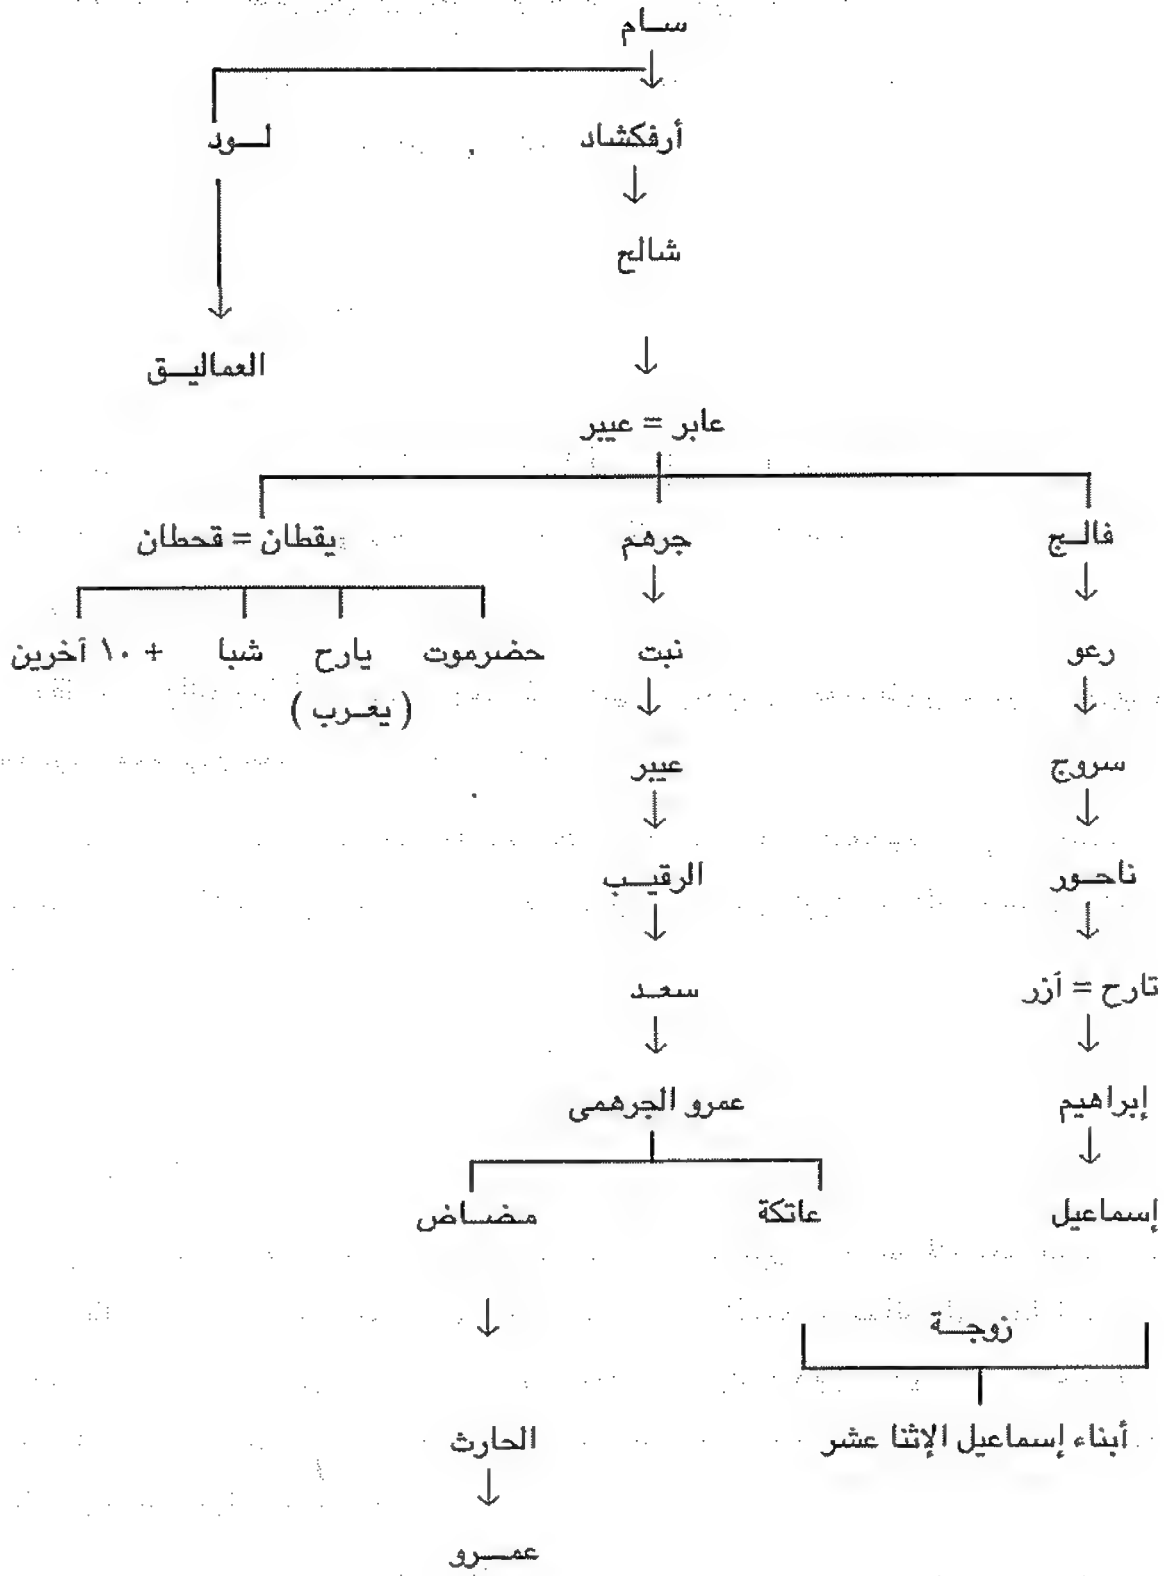 سام
أرفكشاد لود
شالح
العماليق
عابر = عيبر
فالج جرهم يقطان = قحطان
رعو نبت حضرموت يارح شبا + ١٠ آخرين
( يعرب )
سروج عيبر
ناحور الرقيب
تارح = آزر سعد
إبراهيم عمرو الجرهمى
إسماعيل عاتكة مضاض
زوجة
أبناء إسماعيل الإثنا عشر الحارث
عمرو